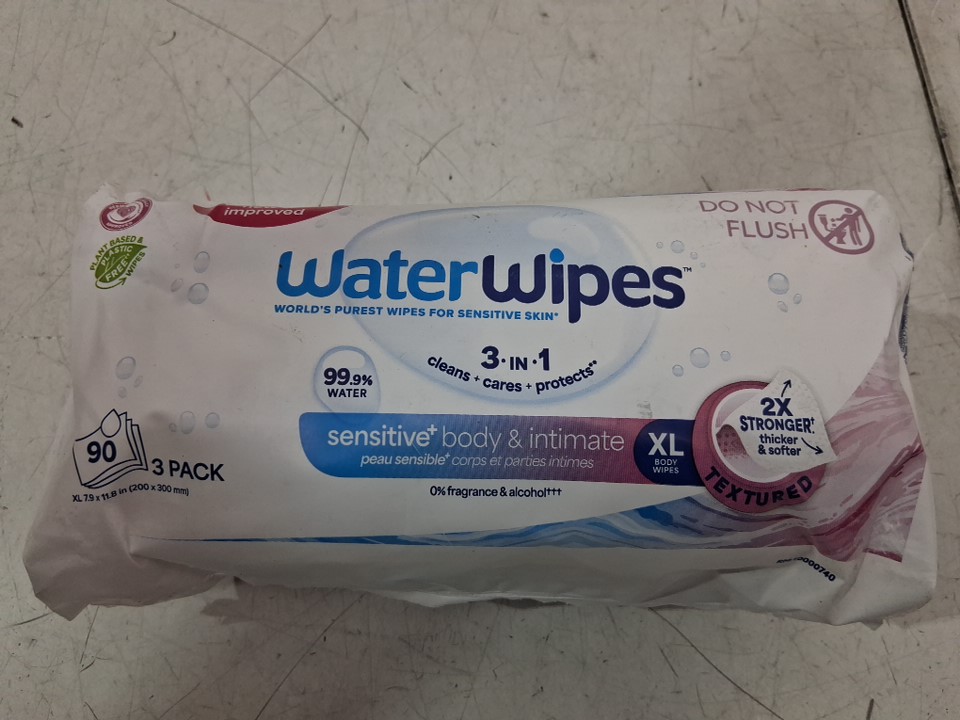 improved
DO NOT
FLUSH
PLANT-BASED &
PLASTIC
FREE
WIPES
WaterWipes™
WORLD'S PUREST WIPES FOR SENSITIVE SKIN*
3·IN·1
cleans + cares + protects**
99.9%
WATER
2X
STRONGER†
thicker
& softer
TEXTURED
sensitive+ body & intimate
peau sensible+ corps et parties intimes
XL
BODY
WIPES
90
3 PACK
XL 7.9 x 11.8 in (200 x 300 mm)
0% fragrance & alcohol†††